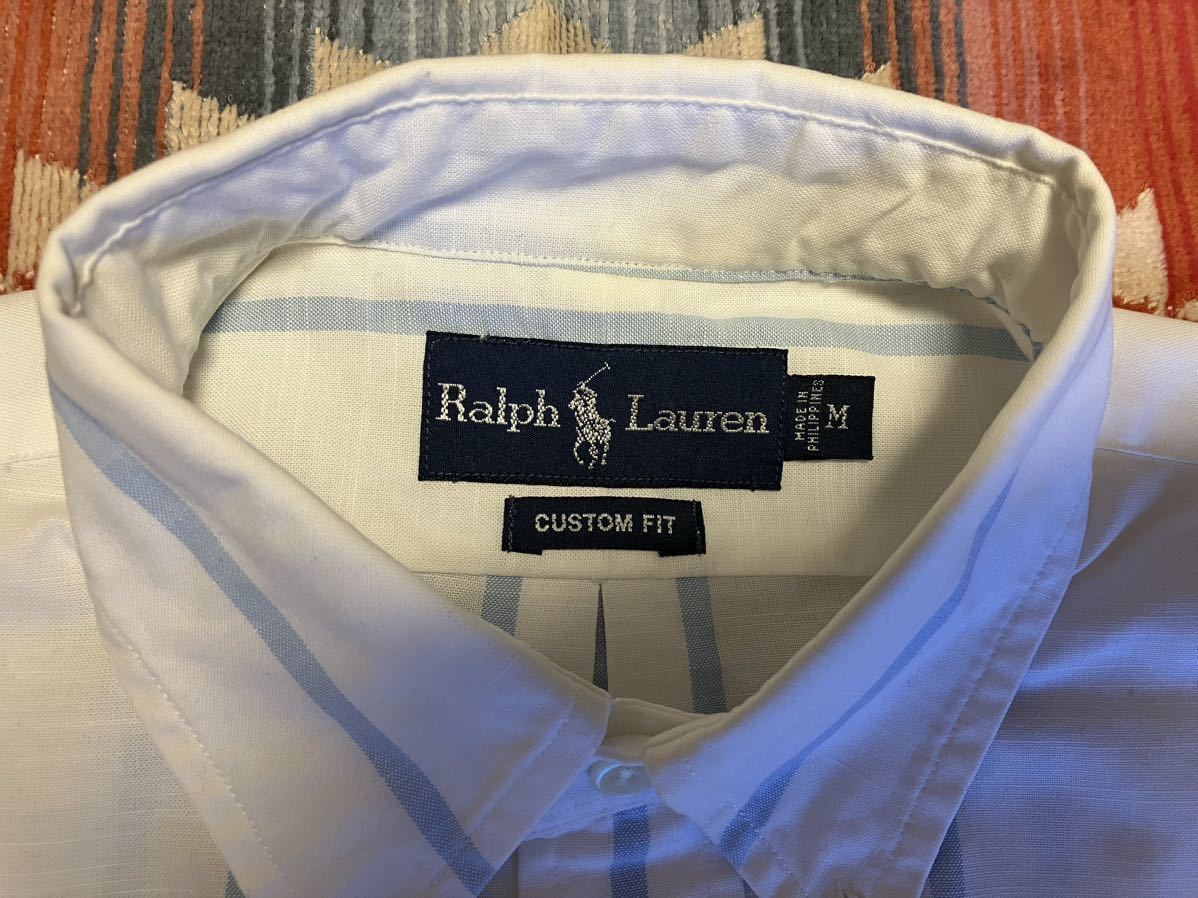 Ralph Lauren
MADE IN
PHILIPPINES
M
CUSTOM FIT